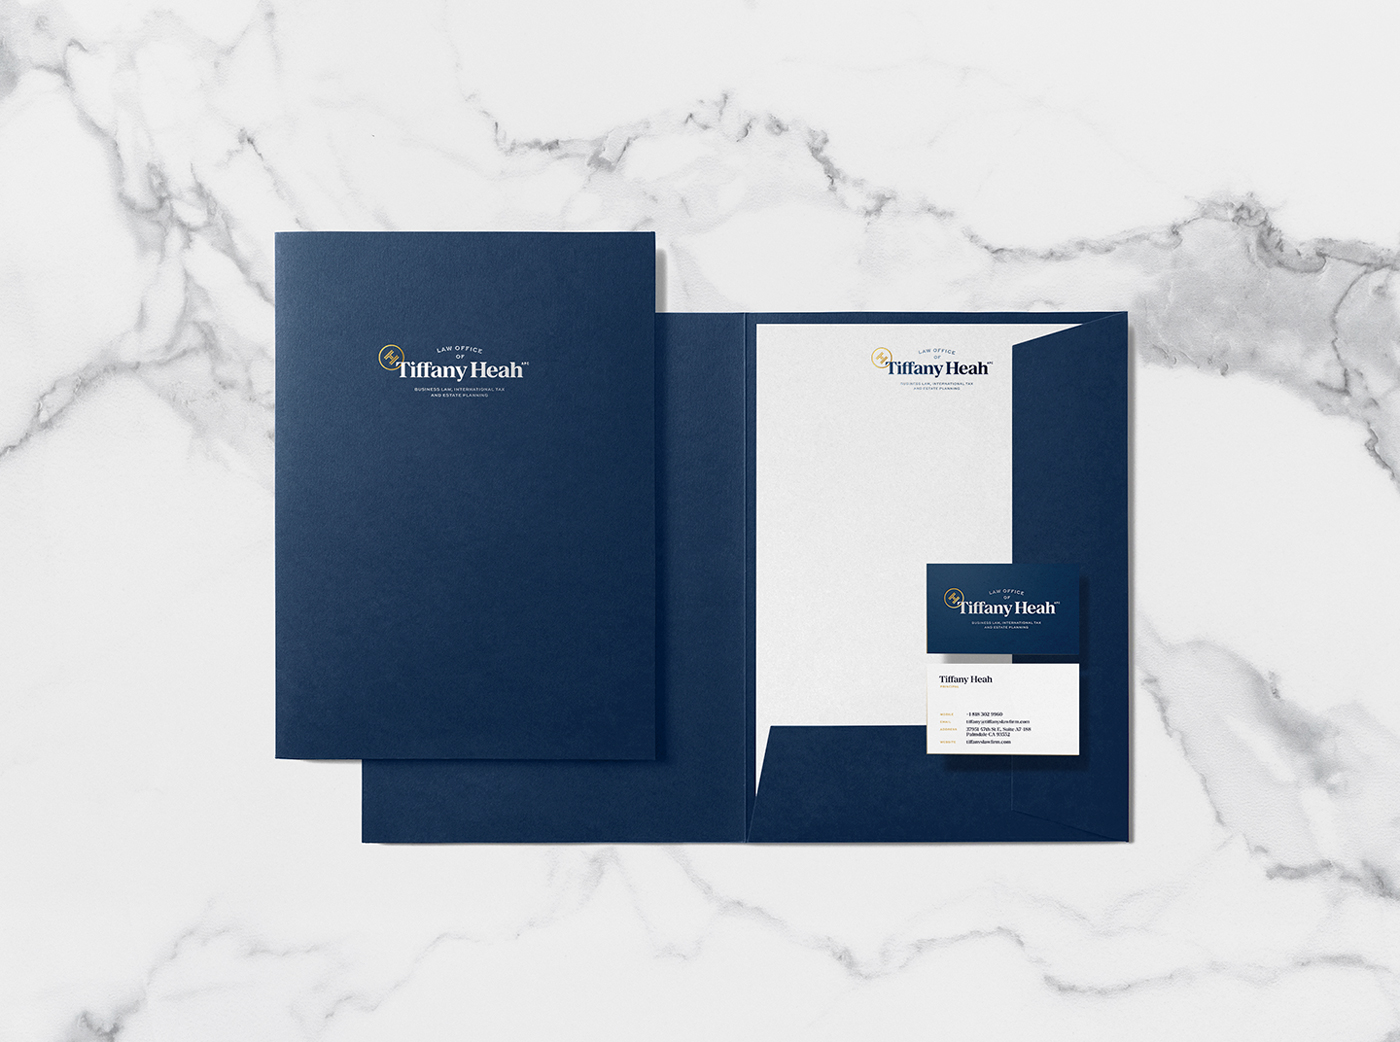 LAW OFFICE
OF
Tiffany Heah APC
BUSINESS LAW, INTERNATIONAL TAX
AND ESTATE PLANNING
LAW OFFICE
OF
Tiffany Heah APC
BUSINESS LAW, INTERNATIONAL TAX
AND ESTATE PLANNING
LAW OFFICE
OF
Tiffany Heah APC
BUSINESS LAW, INTERNATIONAL TAX
AND ESTATE PLANNING
Tiffany Heah
PRINCIPAL
MOBILE +1 818 302 9960
EMAIL tiffany@tiffanyslawfirm.com
ADDRESS 37951 47th St E, Suite A7-188
Palmdale CA 93552
WEBSITE tiffanyslawfirm.com